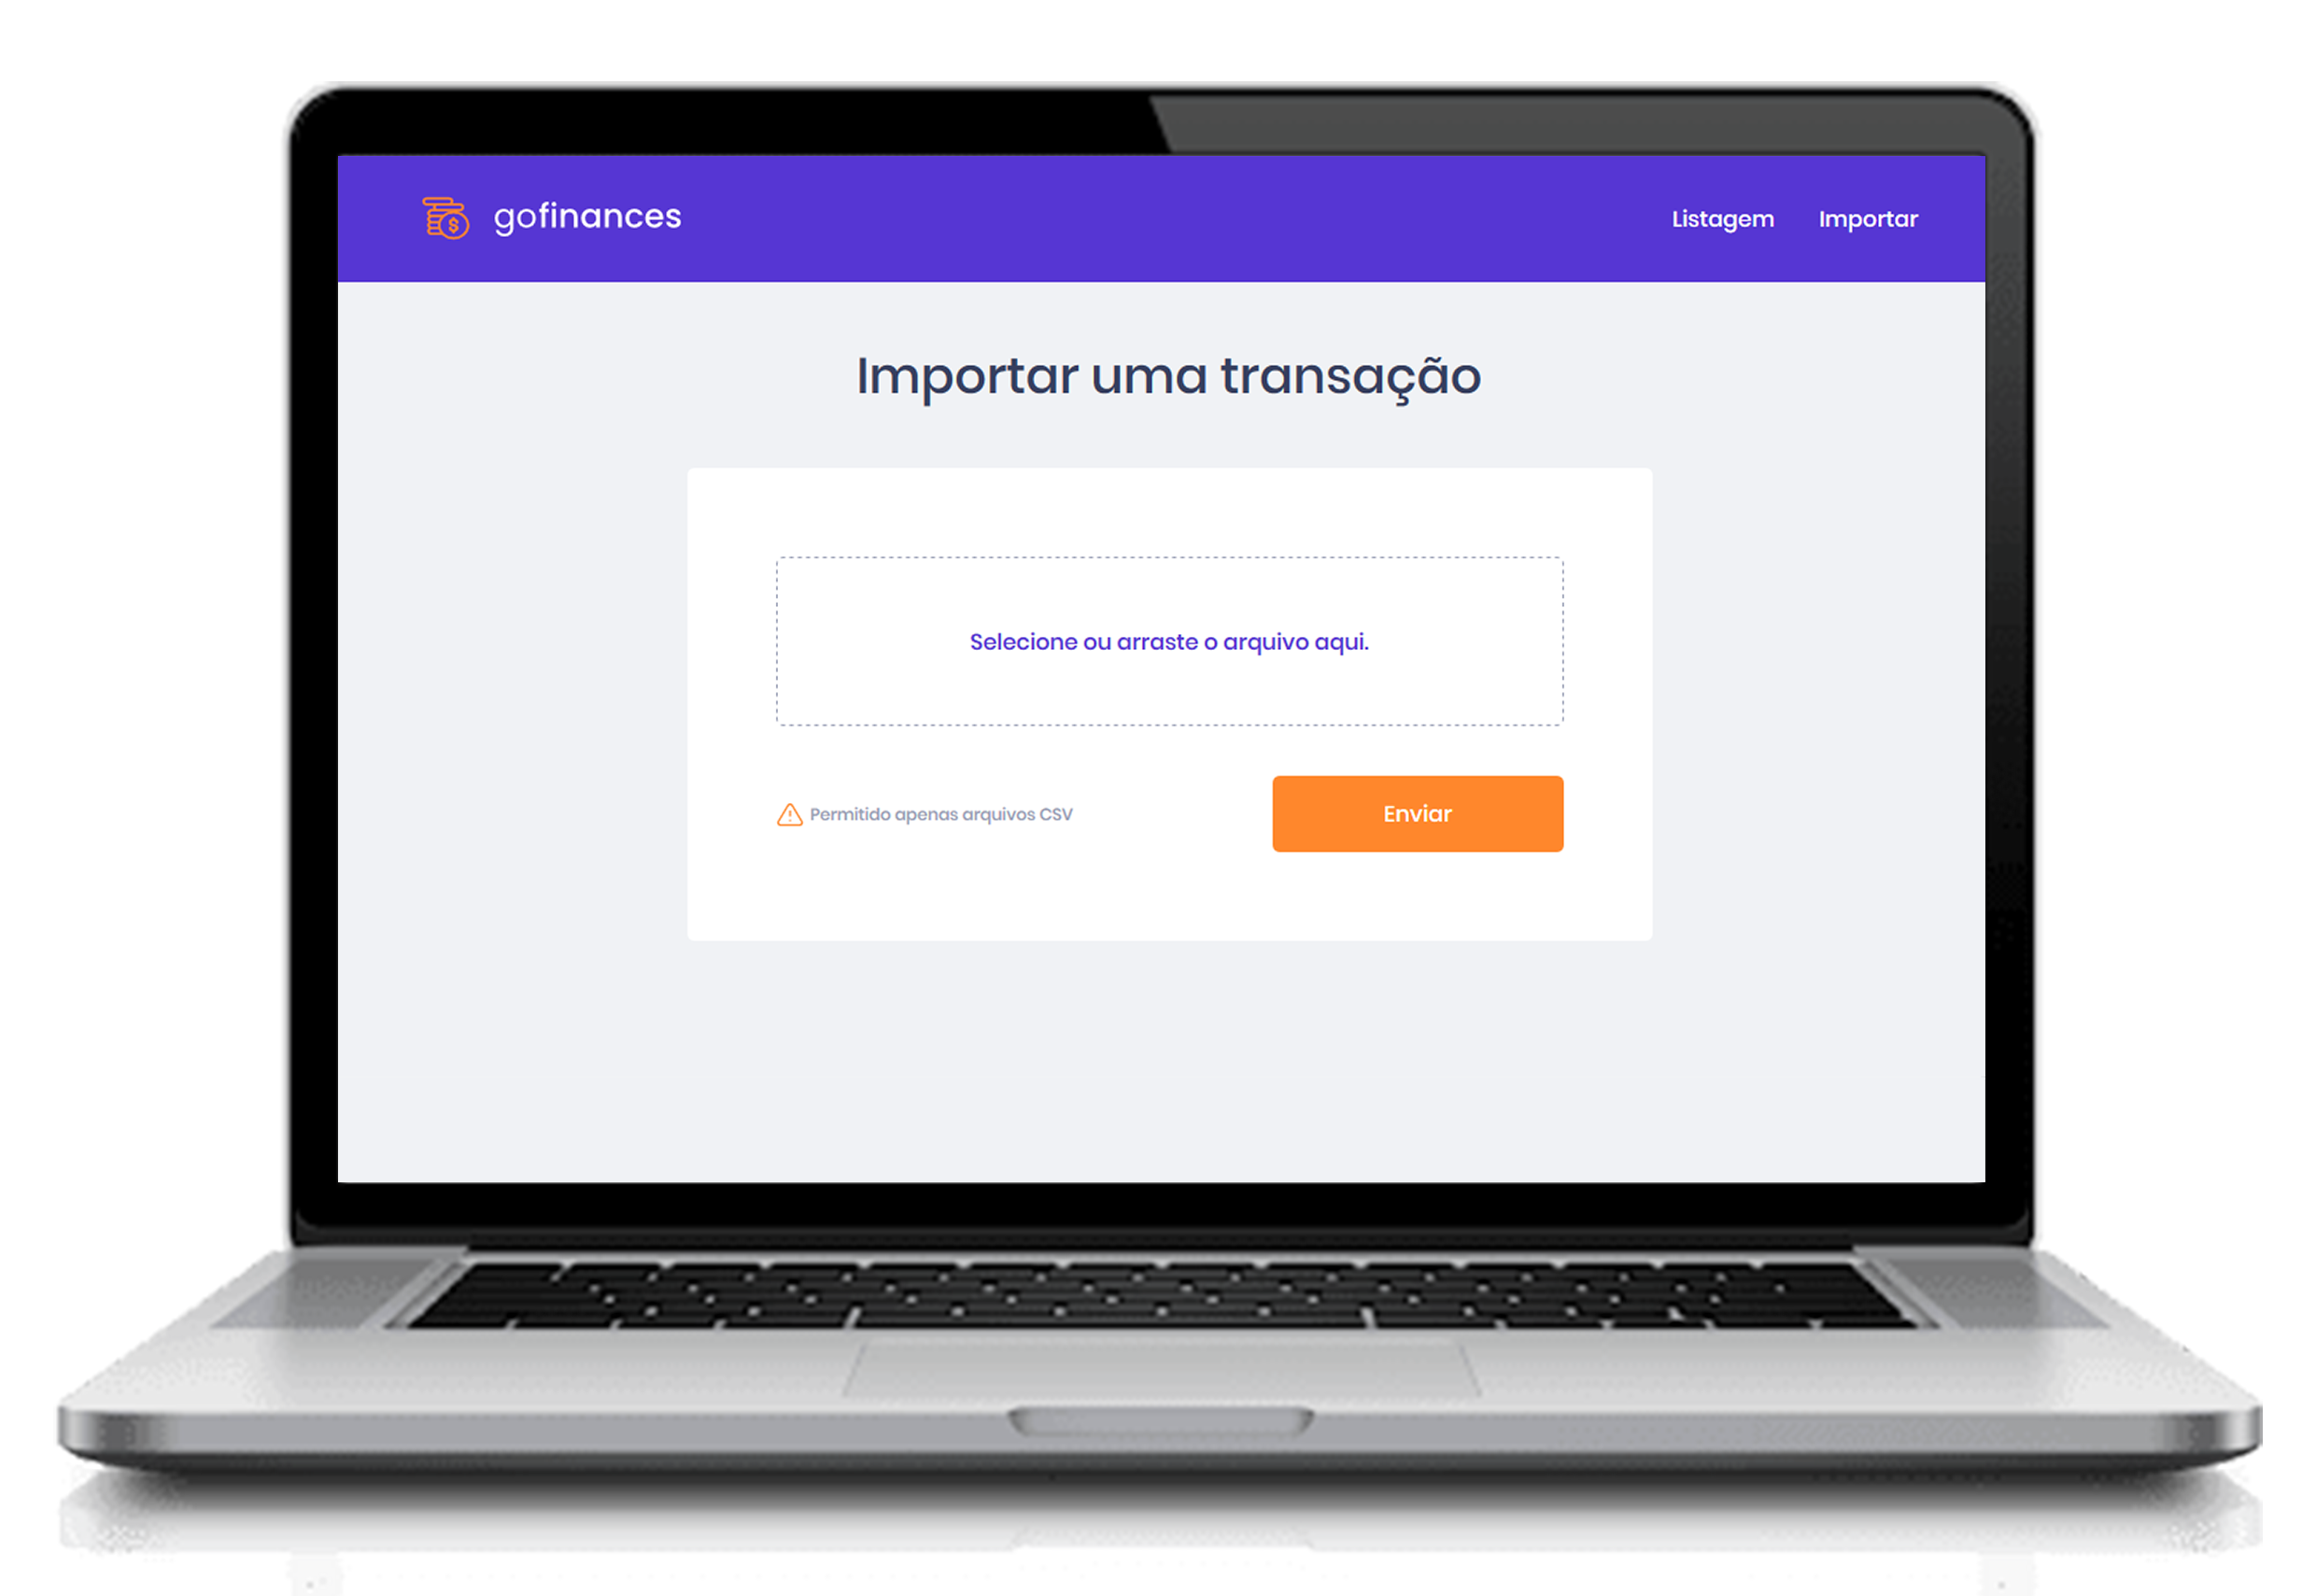 gofinances
Listagem
Importar
Importar uma transação
Selecione ou arraste o arquivo aqui.
Permitido apenas arquivos CSV
Enviar